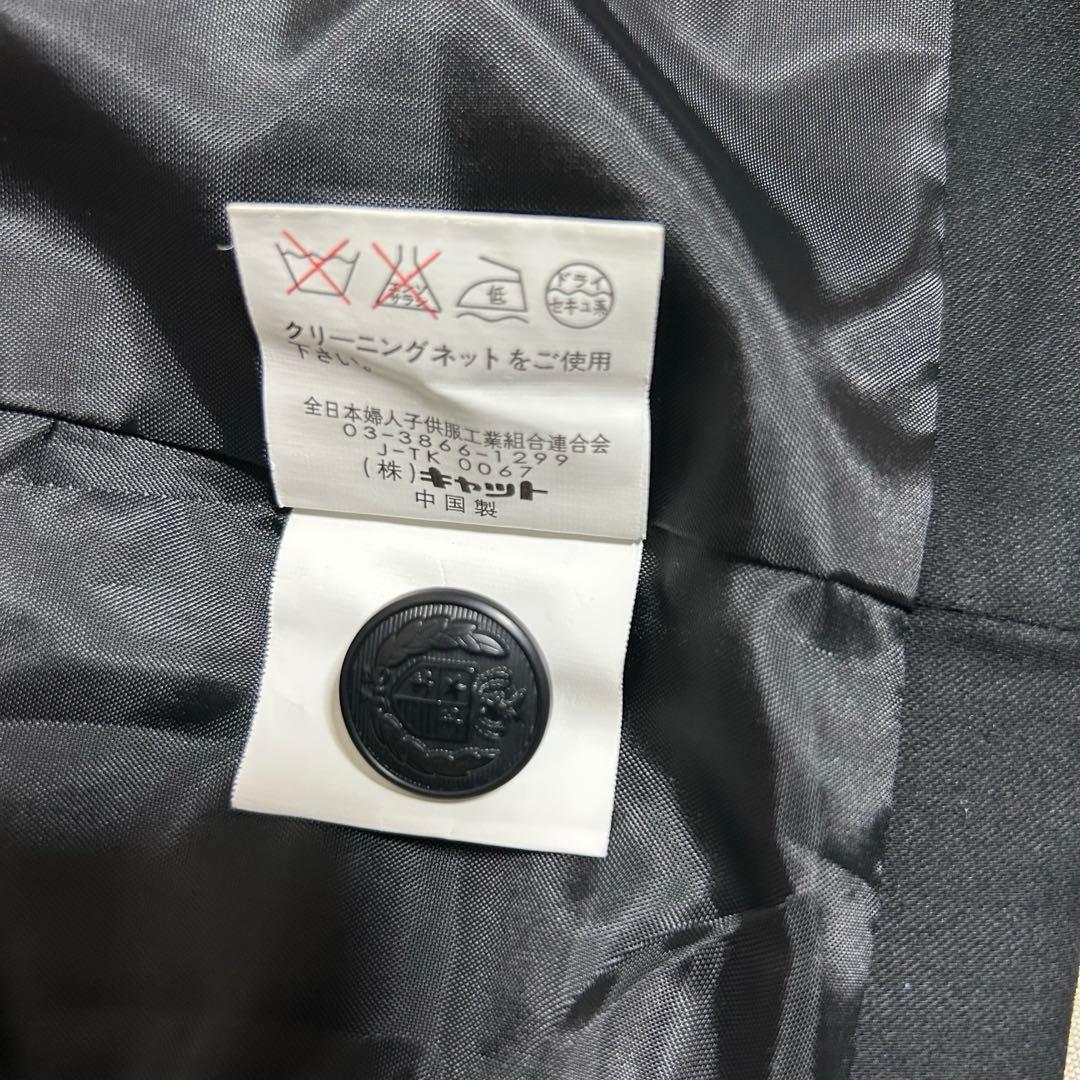 エンソ
サラシ
低
ドライ
セキユ系
クリーニングネットをご使用
下さい。
全日本婦人子供服工業組合連合会
03-3866-1299
J-TK 0067
(株)キャット
中国製